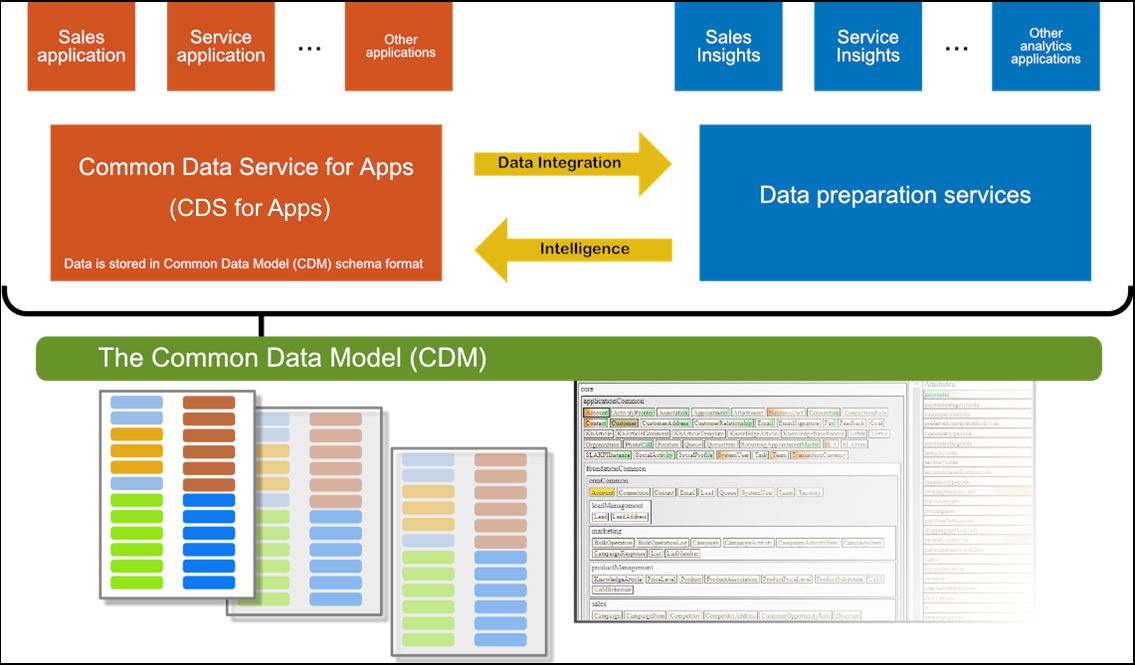 Sales
application
Service
application
...
Other
applications
Sales
Insights
Service
Insights
...
Other
analytics
applications
Common Data Service for Apps
(CDS for Apps)
Data is stored in Common Data Model (CDM) schema format
Data Integration
Intelligence
Data preparation services
The Common Data Model (CDM)
core
applicationCommon
Account ActivityPointer Annotation Appointment Attachment BusinessUnit Connection ConnectionRole
Contact Customer CustomerAddress CustomerRelationship Email EmailSignature Fax Feedback Goal
KbArticle KbArticleComment KbArticleTemplate KnowledgeArticle KnowledgeBaseRecord Letter
Organization PhoneCall Position Queue QueueItem RecurringAppointmentMaster SLA SLAItem
SLAKPIInstance SocialActivity SocialProfile SystemUser Task Team TransactionCurrency
foundationCommon
crmCommon
Account Connection Contact Email Lead Queue SystemUser Team Territory
leadManagement
Lead LeadAddress
marketing
BulkOperation BulkOperationLog Campaign CampaignActivity CampaignActivityItem CampaignItem
CampaignResponse List ListMember
productManagement
KnowledgeArticle PriceLevel Product ProductAssociation ProductPriceLevel ProductSubstitute UoM
UoMSchedule
sales
Campaign CampaignItem Competitor CompetitorAddress CustomerOpportunityRole Discount
Attributes:
accountid